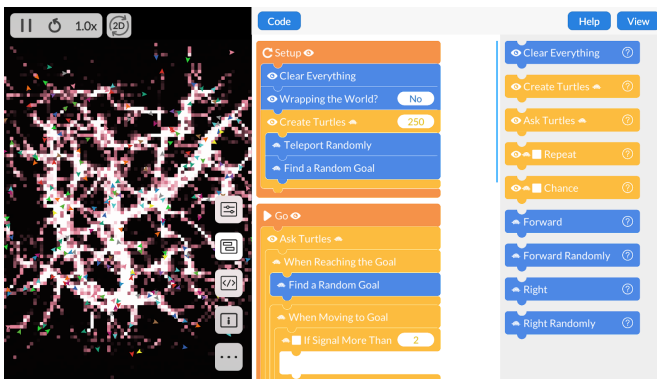 1.0x
2D
Code
Help
View
Setup
Clear Everything
Wrapping the World? No
Create Turtles 250
Teleport Randomly
Find a Random Goal
Go
Ask Turtles
When Reaching the Goal
Find a Random Goal
When Moving to Goal
If Signal More Than 2
Clear Everything ?
Create Turtles ?
Ask Turtles ?
Repeat ?
Chance ?
Forward ?
Forward Randomly ?
Right ?
Right Randomly ?